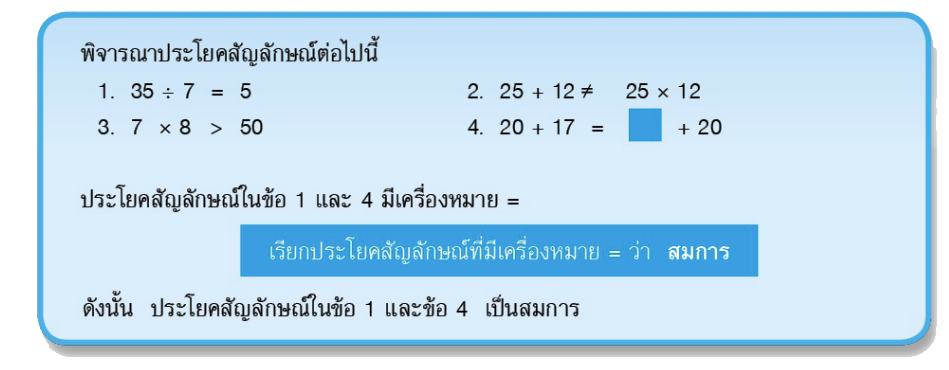 พิจารณาประโยคสัญลักษณ์ต่อไปนี้
1. 35 ÷ 7 = 5 2. 25 + 12 ≠ 25 × 12
3. 7 × 8 > 50 4. 20 + 17 = + 20
ประโยคสัญลักษณ์ในข้อ 1 และ 4 มีเครื่องหมาย =
เรียกประโยคสัญลักษณ์ที่มีเครื่องหมาย = ว่า สมการ
ดังนั้น ประโยคสัญลักษณ์ในข้อ 1 และข้อ 4 เป็นสมการ